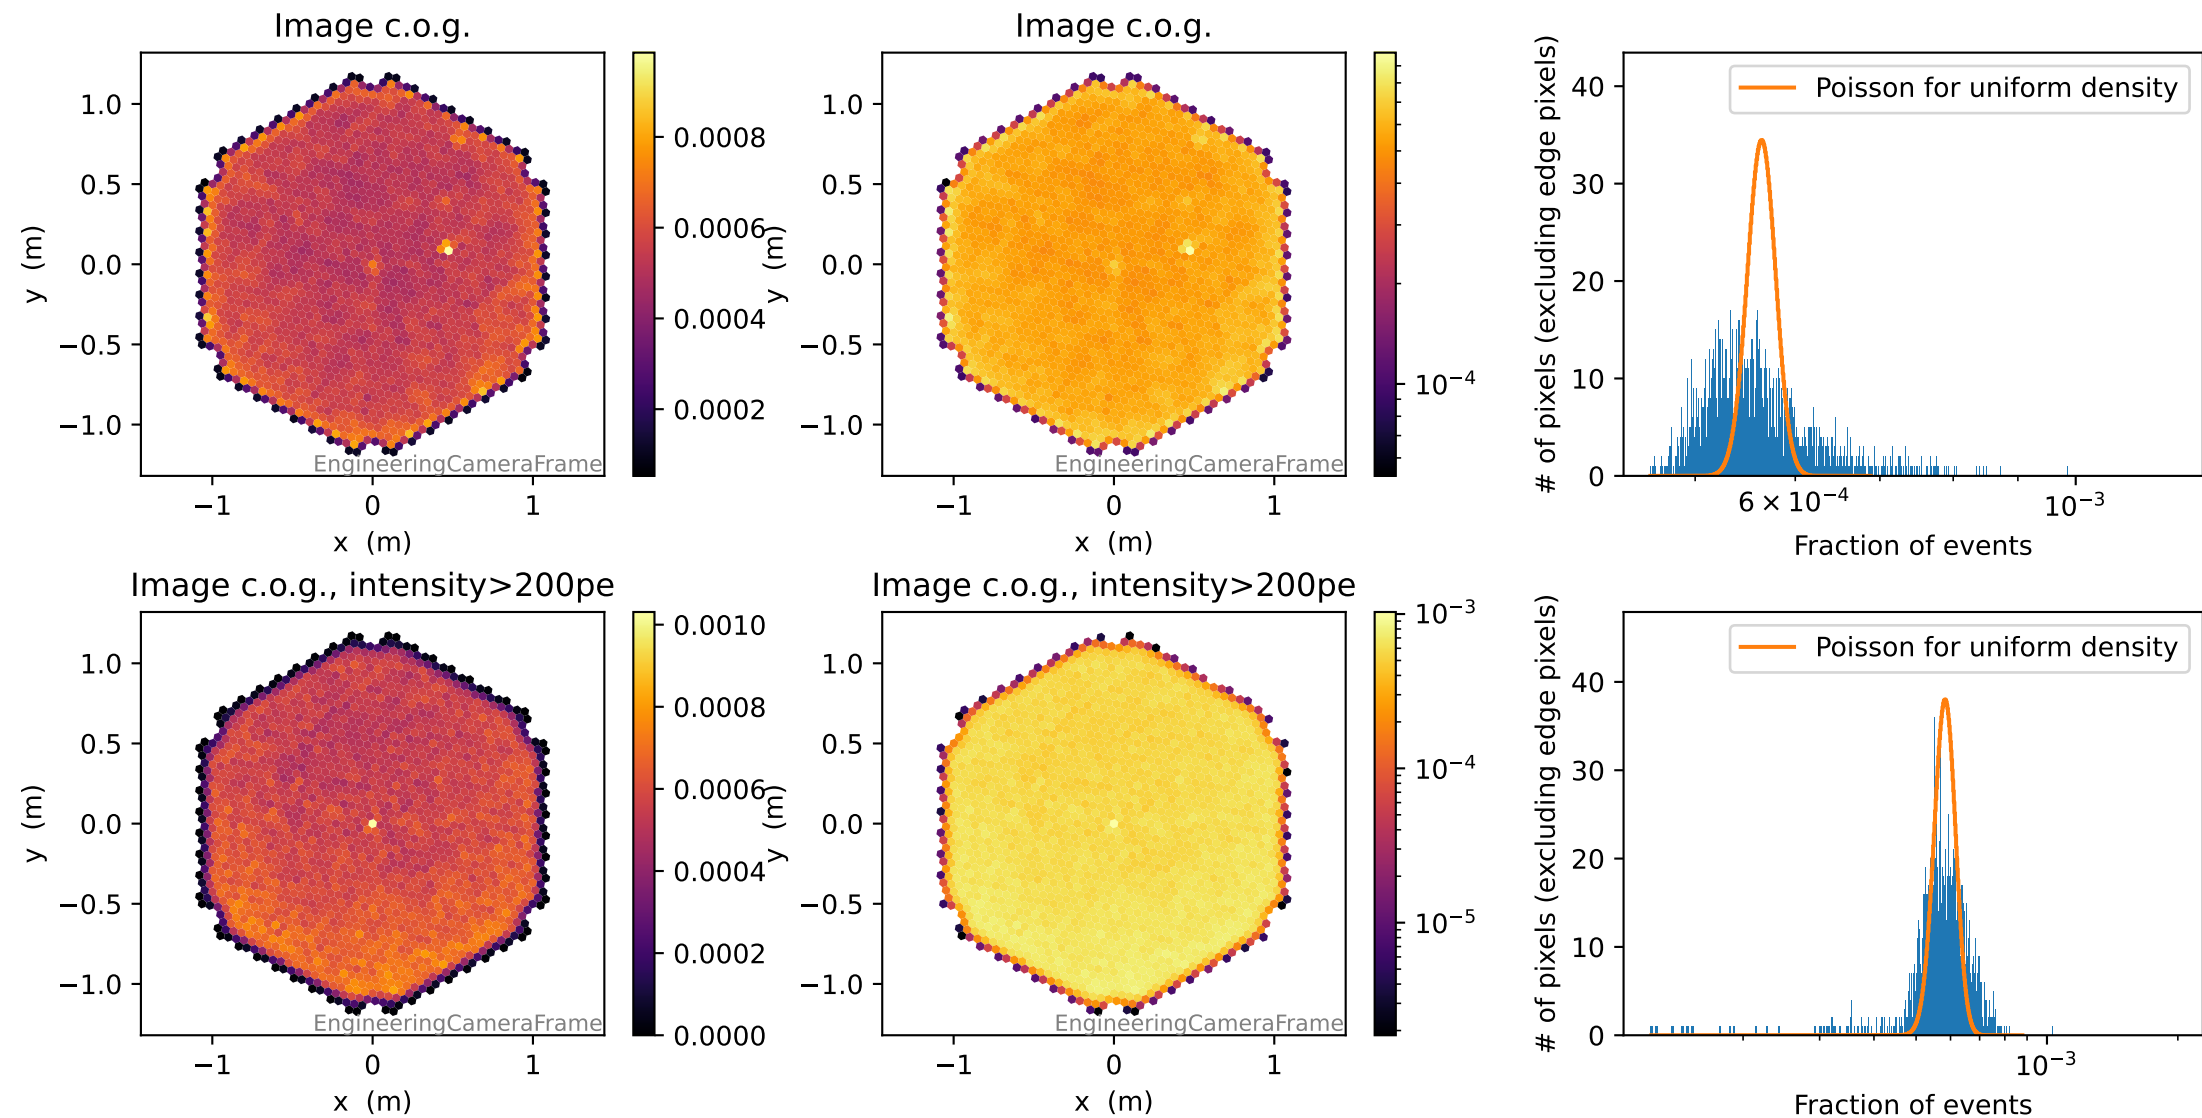 Image c.o.g.
y (m)
1.0
0.5
0.0
−0.5
−1.0
−1
0
1
x (m)
EngineeringCameraFrame
0.0008
0.0006
0.0004
0.0002
Image c.o.g.
y (m)
1.0
0.5
0.0
−0.5
−1.0
−1
0
1
x (m)
EngineeringCameraFrame
10⁻⁴
# of pixels (excluding edge pixels)
40
30
20
10
0
Poisson for uniform density
6 × 10⁻⁴
10⁻³
Fraction of events
Image c.o.g., intensity>200pe
y (m)
1.0
0.5
0.0
−0.5
−1.0
−1
0
1
x (m)
EngineeringCameraFrame
0.0010
0.0008
0.0006
0.0004
0.0002
0.0000
Image c.o.g., intensity>200pe
y (m)
1.0
0.5
0.0
−0.5
−1.0
−1
0
1
x (m)
EngineeringCameraFrame
10⁻³
10⁻⁴
10⁻⁵
# of pixels (excluding edge pixels)
40
30
20
10
0
Poisson for uniform density
10⁻³
Fraction of events